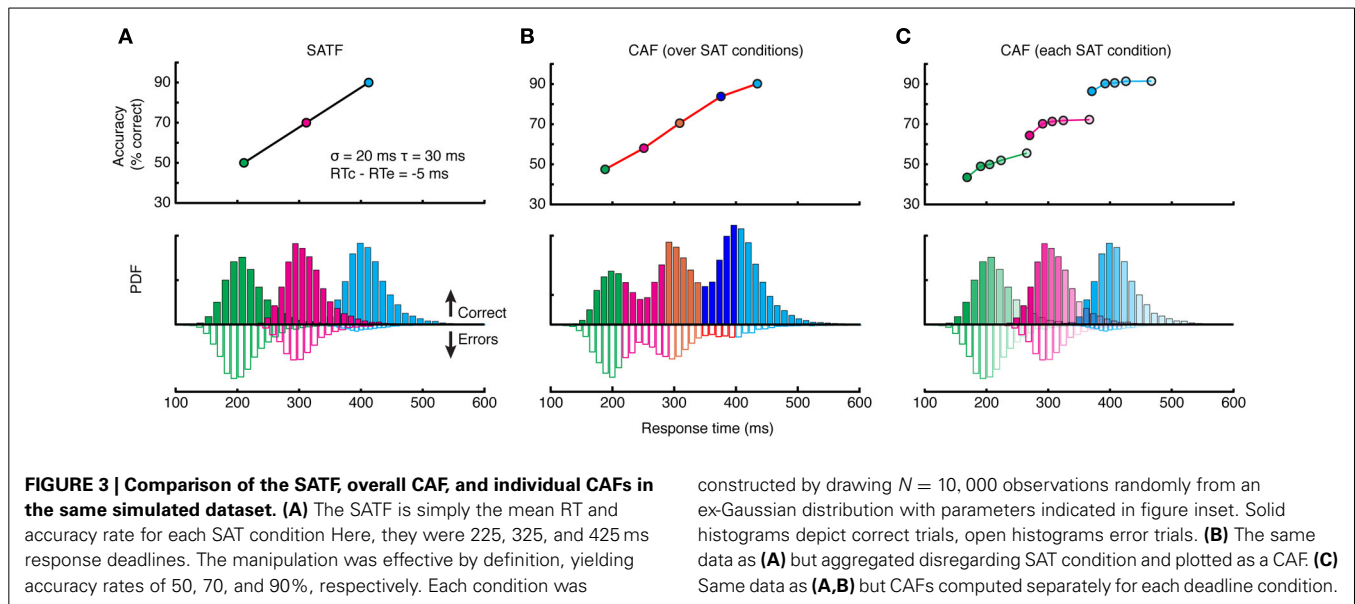 A
SATF
90
70
50
30
Accuracy
(% correct)
σ = 20 ms τ = 30 ms
RTc - RTe = -5 ms
PDF
Correct
Errors
100 200 300 400 500 600
B
CAF (over SAT conditions)
90
70
50
30
100 200 300 400 500 600
Response time (ms)
C
CAF (each SAT condition)
90
70
50
30
100 200 300 400 500 600
FIGURE 3 | Comparison of the SATF, overall CAF, and individual CAFs in
the same simulated dataset. (A) The SATF is simply the mean RT and
accuracy rate for each SAT condition Here, they were 225, 325, and 425 ms
response deadlines. The manipulation was effective by definition, yielding
accuracy rates of 50, 70, and 90%, respectively. Each condition was
constructed by drawing N = 10, 000 observations randomly from an
ex-Gaussian distribution with parameters indicated in figure inset. Solid
histograms depict correct trials, open histograms error trials. (B) The same
data as (A) but aggregated disregarding SAT condition and plotted as a CAF. (C)
Same data as (A,B) but CAFs computed separately for each deadline condition.